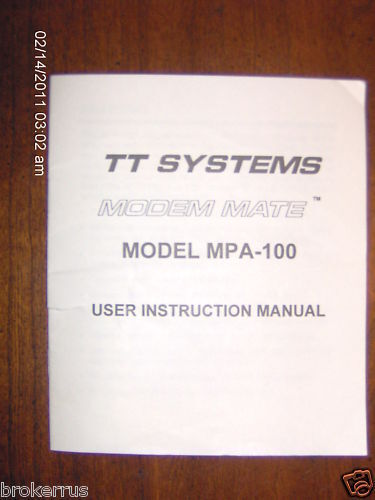 02/14/2011 03:02 am
TT SYSTEMS
MODEM MATE™
MODEL MPA-100
USER INSTRUCTION MANUAL
brokerrus